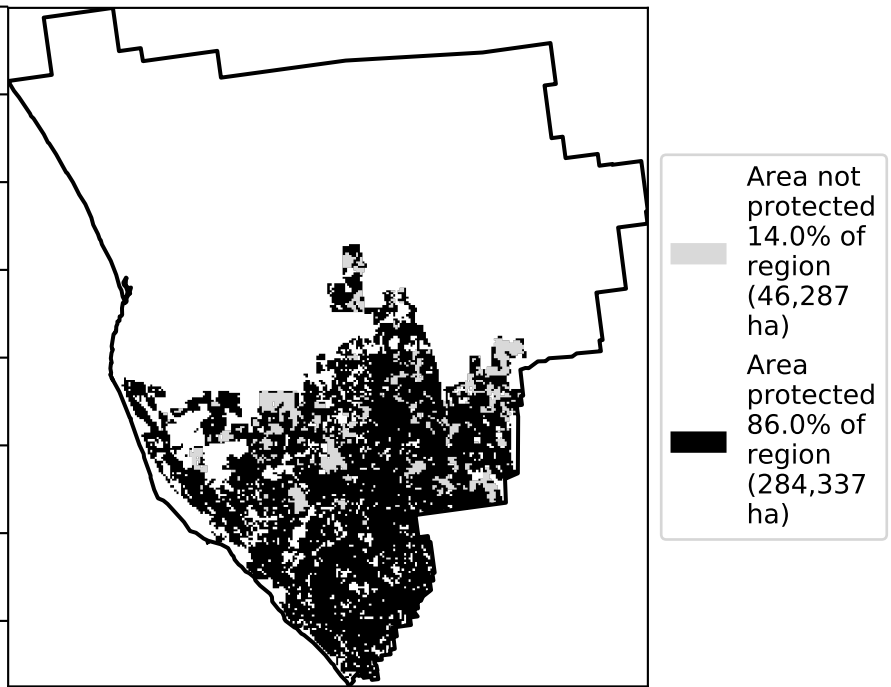 Area not
protected
14.0% of
region
(46,287
ha)
Area
protected
86.0% of
region
(284,337
ha)